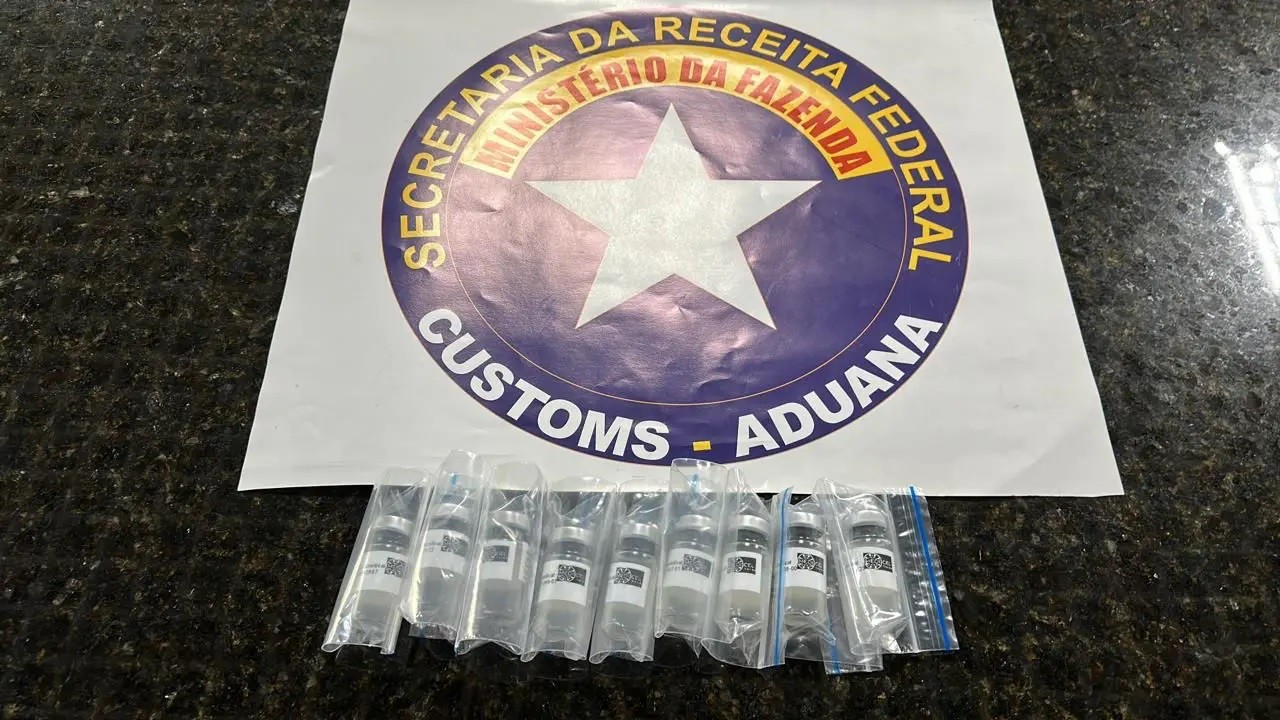 SECRETARIA DA RECEITA FEDERAL
MINISTÉRIO DA FAZENDA
CUSTOMS - ADUANA